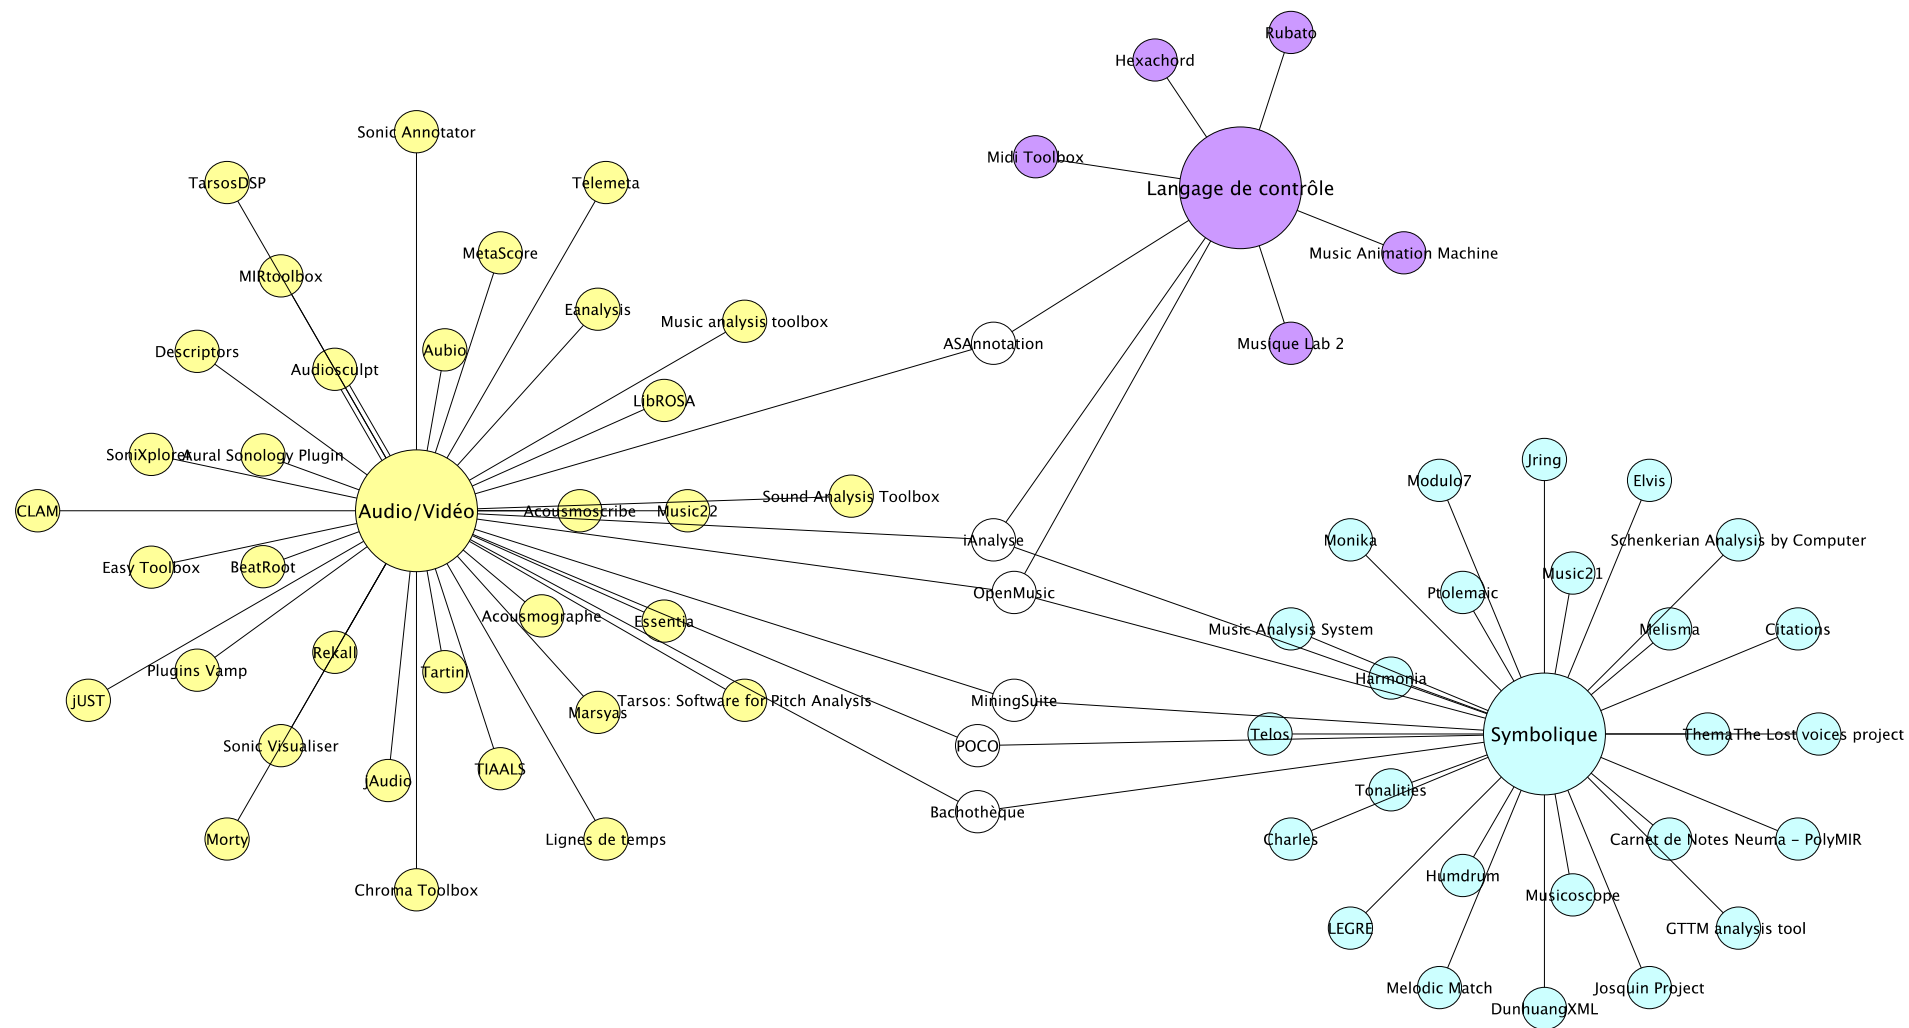 Rubato
Hexachord
Sonic Annotator
Midi Toolbox
TarsosDSP
Telemeta
Langage de contrôle
MetaScore
Music Animation Machine
MIRtoolbox
Eanalysis
Music analysis toolbox
ASAnnotation
Musique Lab 2
Descriptors
Aubio
Audiosculpt
LibROSA
SoniXplorer
Aural Sonology Plugin
Jring
Modulo7
Elvis
Sound Analysis Toolbox
CLAM
Audio/Vidéo
Acousmoscribe
Music22
iAnalyse
Monika
Schenkerian Analysis by Computer
Easy Toolbox
BeatRoot
Music21
OpenMusic
Ptolemaic
Acousmographe
Essentia
Music Analysis System
Melisma
Citations
Rekall
Plugins Vamp
Tartini
Harmonia
jUST
Tarsos: Software for Pitch Analysis
MiningSuite
Marsyas
Telos
Symbolique
Thema
The Lost voices project
Sonic Visualiser
POCO
TIAALS
jAudio
Tonalities
Bachothèque
Morty
Lignes de temps
Charles
Carnet de Notes
Neuma - PolyMIR
Humdrum
Chroma Toolbox
Musicoscope
LEGRE
GTTM analysis tool
Melodic Match
Josquin Project
DunhuangXML